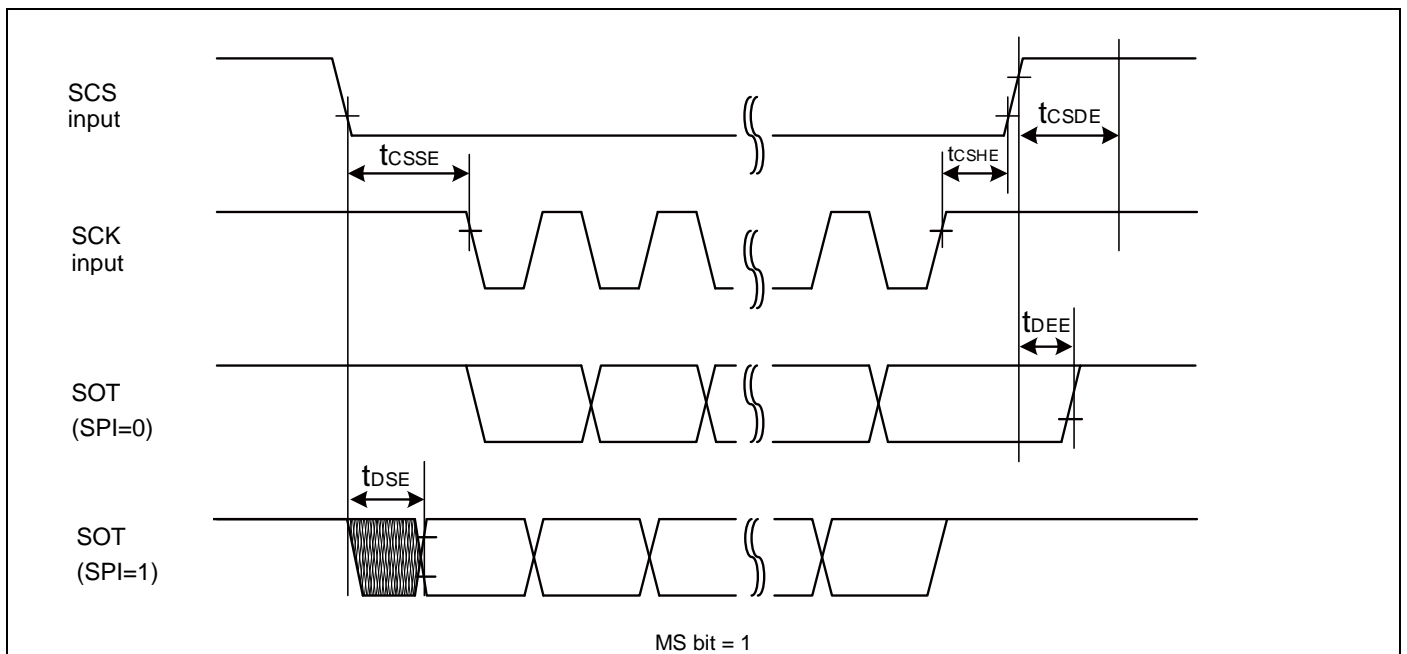 SCS
input
tCSSE
tCSHE
tCSDE
SCK
input
tDEE
SOT
(SPI=0)
tDSE
SOT
(SPI=1)
MS bit = 1